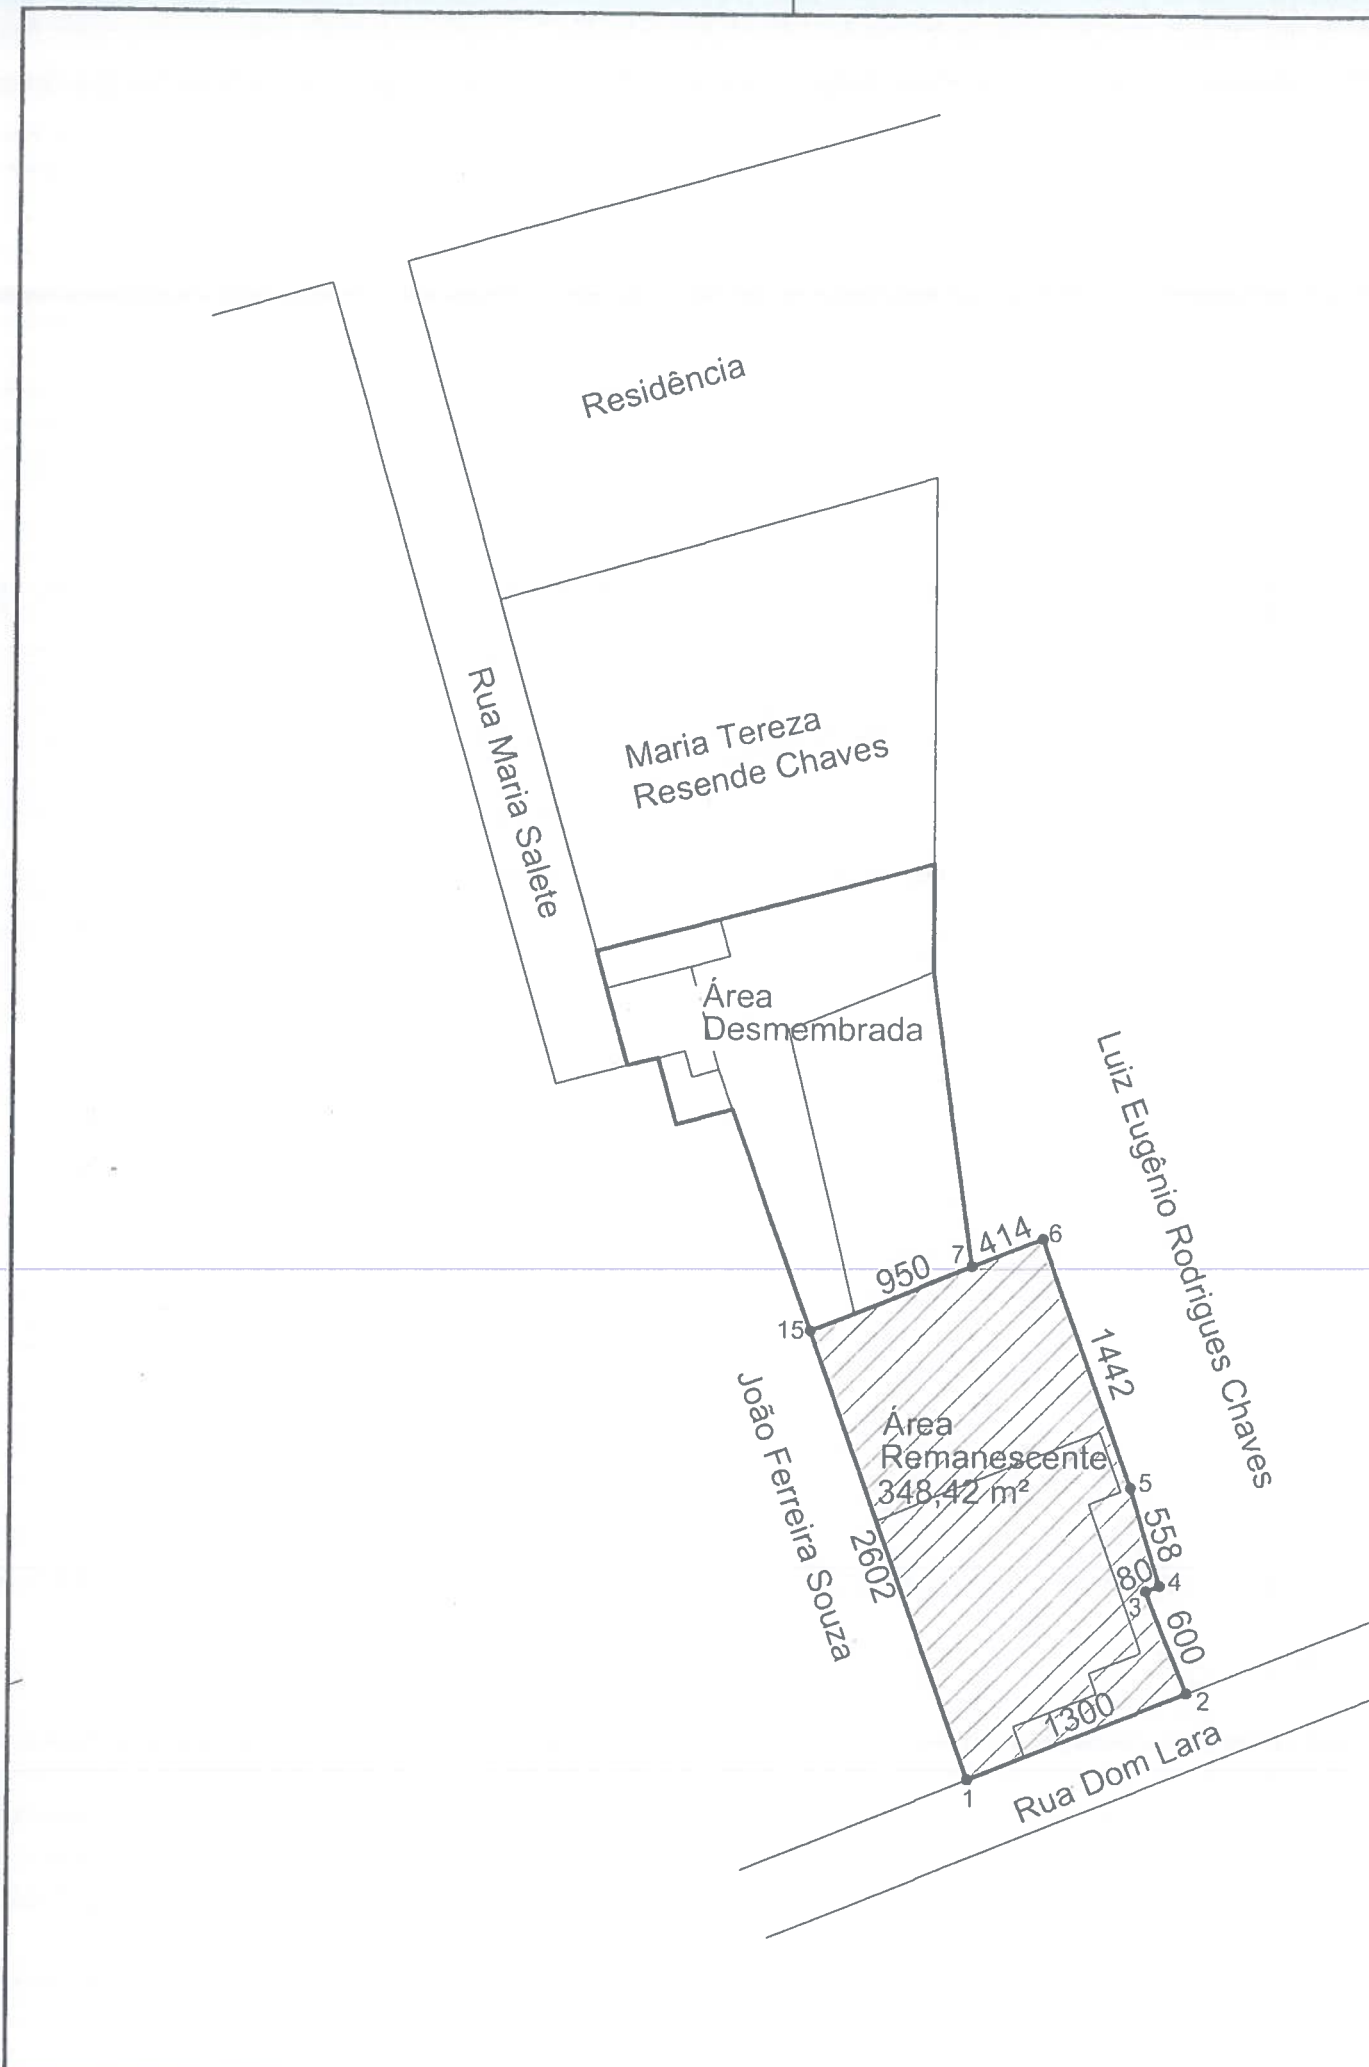 Residência
Rua Maria Salete
Maria Tereza
Resende Chaves
Área
Desmembrada
Luiz Eugênio Rodrigues Chaves
950
7
414
6
15
1442
João Ferreira Souza
Área
Remanescente
348,42 m²
5
558
2602
80
4
3
600
1300
2
1
Rua Dom Lara